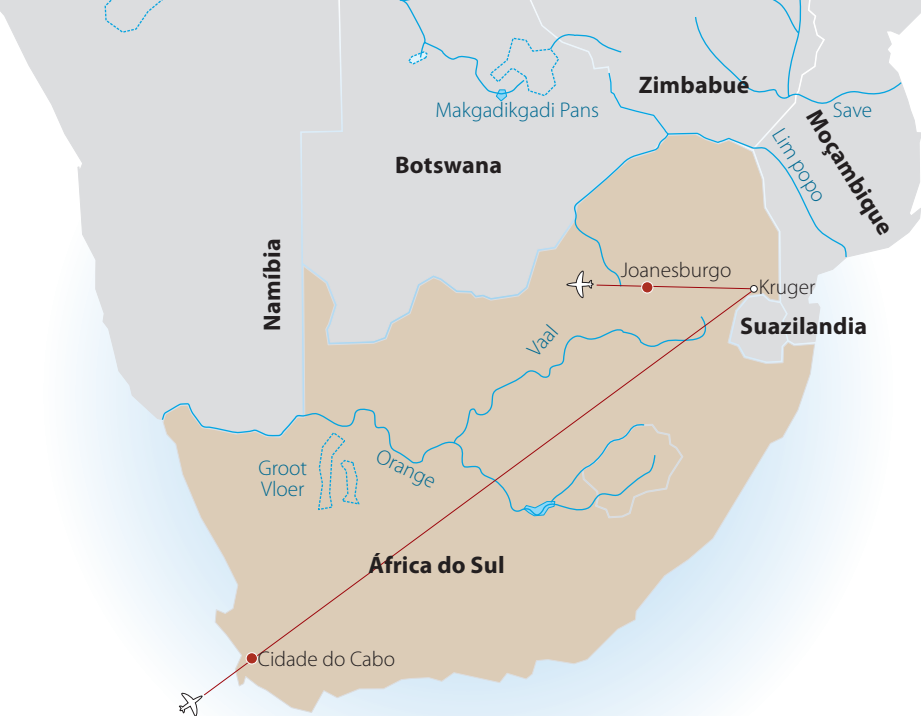 Zimbabué
Makgadikgadi Pans
Save
Botswana
Lim popo
Moçambique
Namíbia
Joanesburgo
Kruger
Suazilandia
Vaal
Groot
Vloer
Orange
África do Sul
Cidade do Cabo